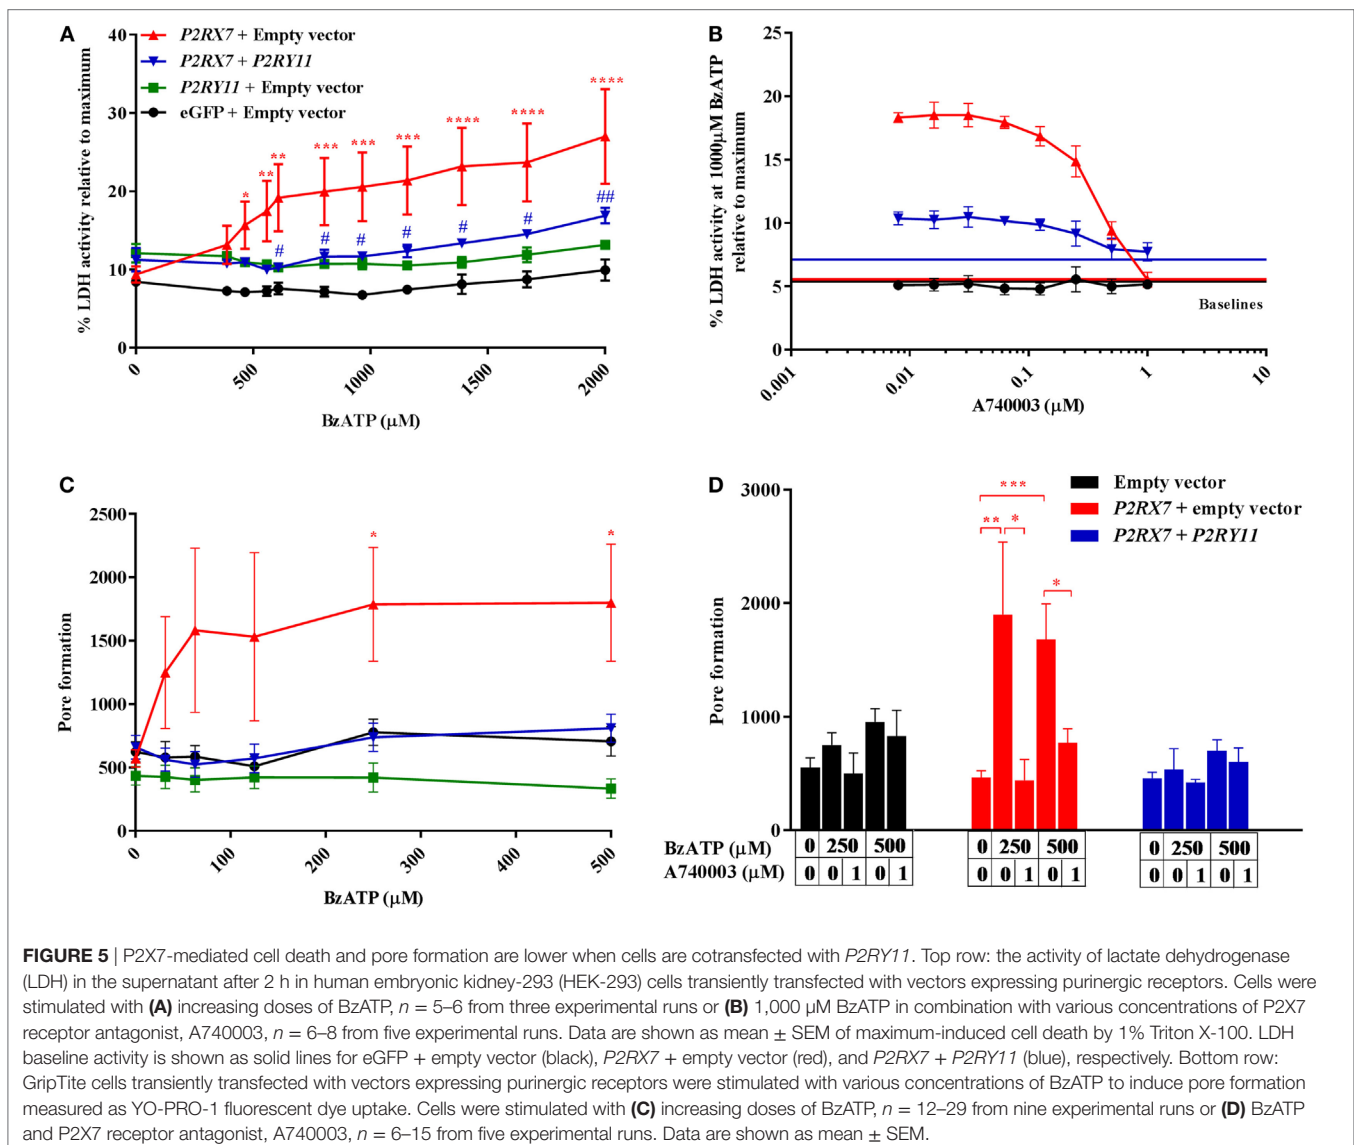 A
P2RX7 + Empty vector
P2RX7 + P2RY11
P2RY11 + Empty vector
eGFP + Empty vector
% LDH activity relative to maximum
40
30
20
10
0
* ** ** *** *** *** **** **** ****
# # # # # # ##
0 500 1000 1500 2000
BzATP (μM)
B
% LDH activity at 1000μM BzATP
relative to maximum
25
20
15
10
5
0
Baselines
0.001 0.01 0.1 1 10
A740003 (μM)
C
Pore formation
2500
2000
1500
1000
500
0
* *
0 100 200 300 400 500
BzATP (μM)
D
Empty vector
P2RX7 + empty vector
P2RX7 + P2RY11
Pore formation
3000
2000
1000
0
***
** *
*
BzATP (μM) 0 250 500 0 250 500 0 250 500
A740003 (μM) 0 0 1 0 1 0 0 1 0 1 0 0 1 0 1
FIGURE 5 | P2X7-mediated cell death and pore formation are lower when cells are cotransfected with P2RY11. Top row: the activity of lactate dehydrogenase
(LDH) in the supernatant after 2 h in human embryonic kidney-293 (HEK-293) cells transiently transfected with vectors expressing purinergic receptors. Cells were
stimulated with (A) increasing doses of BzATP, n = 5–6 from three experimental runs or (B) 1,000 μM BzATP in combination with various concentrations of P2X7
receptor antagonist, A740003, n = 6–8 from five experimental runs. Data are shown as mean ± SEM of maximum-induced cell death by 1% Triton X-100. LDH
baseline activity is shown as solid lines for eGFP + empty vector (black), P2RX7 + empty vector (red), and P2RX7 + P2RY11 (blue), respectively. Bottom row:
GripTite cells transiently transfected with vectors expressing purinergic receptors were stimulated with various concentrations of BzATP to induce pore formation
measured as YO-PRO-1 fluorescent dye uptake. Cells were stimulated with (C) increasing doses of BzATP, n = 12–29 from nine experimental runs or (D) BzATP
and P2X7 receptor antagonist, A740003, n = 6–15 from five experimental runs. Data are shown as mean ± SEM.